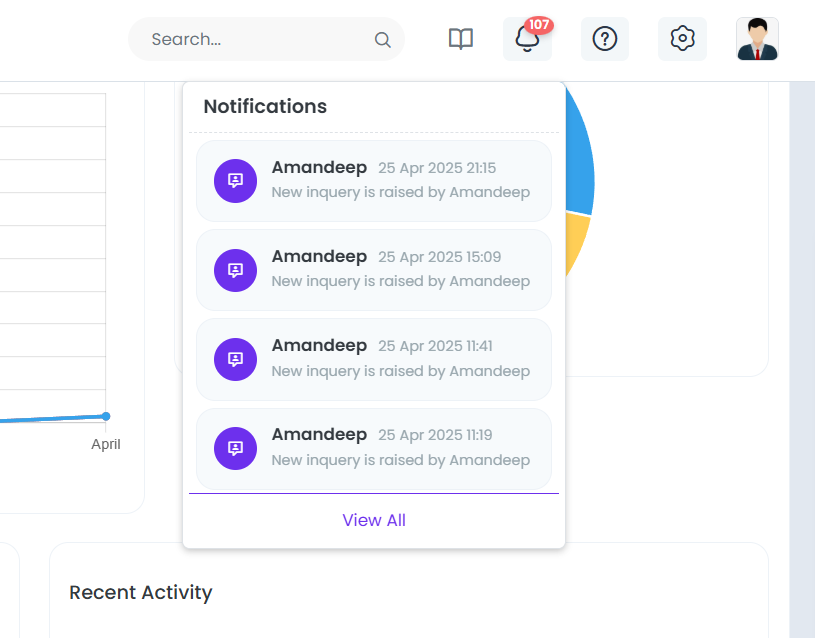 Search...
107
Notifications
Amandeep 25 Apr 2025 21:15
New inquery is raised by Amandeep
Amandeep 25 Apr 2025 15:09
New inquery is raised by Amandeep
Amandeep 25 Apr 2025 11:41
New inquery is raised by Amandeep
Amandeep 25 Apr 2025 11:19
New inquery is raised by Amandeep
View All
April
Recent Activity